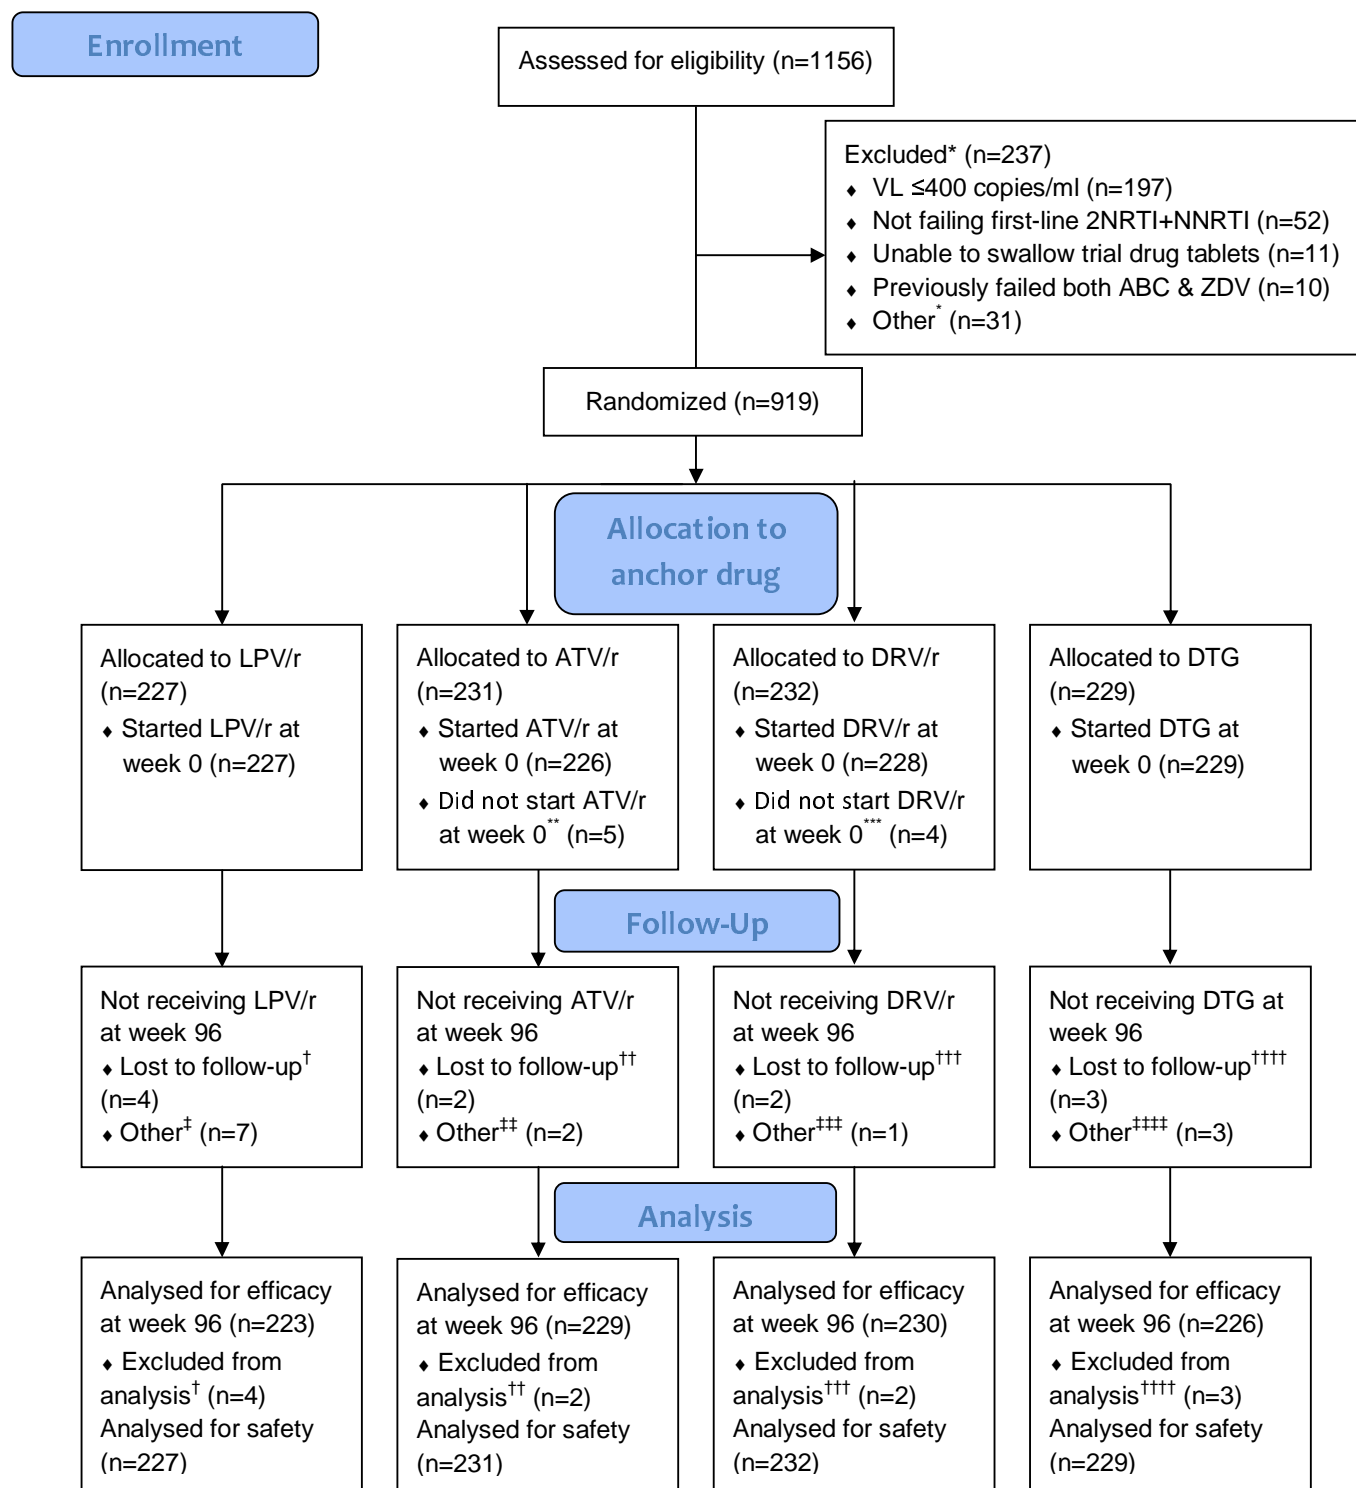 Enrollment
Assessed for eligibility (n=1156)
Excluded* (n=237)
♦ VL ≤400 copies/ml (n=197)
♦ Not failing first-line 2NRTI+NNRTI (n=52)
♦ Unable to swallow trial drug tablets (n=11)
♦ Previously failed both ABC & ZDV (n=10)
♦ Other* (n=31)
Randomized (n=919)
Allocation to
anchor drug
Allocated to LPV/r
(n=227)
♦ Started LPV/r at
week 0 (n=227)
Allocated to ATV/r
(n=231)
♦ Started ATV/r at
week 0 (n=226)
♦ Did not start ATV/r
at week 0** (n=5)
Allocated to DRV/r
(n=232)
♦ Started DRV/r at
week 0 (n=228)
♦ Did not start DRV/r
at week 0*** (n=4)
Allocated to DTG
(n=229)
♦ Started DTG at
week 0 (n=229)
Follow-Up
Not receiving LPV/r
at week 96
♦ Lost to follow-up†
(n=4)
♦ Other‡ (n=7)
Not receiving ATV/r
at week 96
♦ Lost to follow-up††
(n=2)
♦ Other‡‡ (n=2)
Not receiving DRV/r
at week 96
♦ Lost to follow-up†††
(n=2)
♦ Other‡‡‡ (n=1)
Not receiving DTG at
week 96
♦ Lost to follow-up††††
(n=3)
♦ Other‡‡‡‡ (n=3)
Analysis
Analysed for efficacy
at week 96 (n=223)
♦ Excluded from
analysis† (n=4)
Analysed for safety
(n=227)
Analysed for efficacy
at week 96 (n=229)
♦ Excluded from
analysis†† (n=2)
Analysed for safety
(n=231)
Analysed for efficacy
at week 96 (n=230)
♦ Excluded from
analysis††† (n=2)
Analysed for safety
(n=232)
Analysed for efficacy
at week 96 (n=226)
♦ Excluded from
analysis†††† (n=3)
Analysed for safety
(n=229)